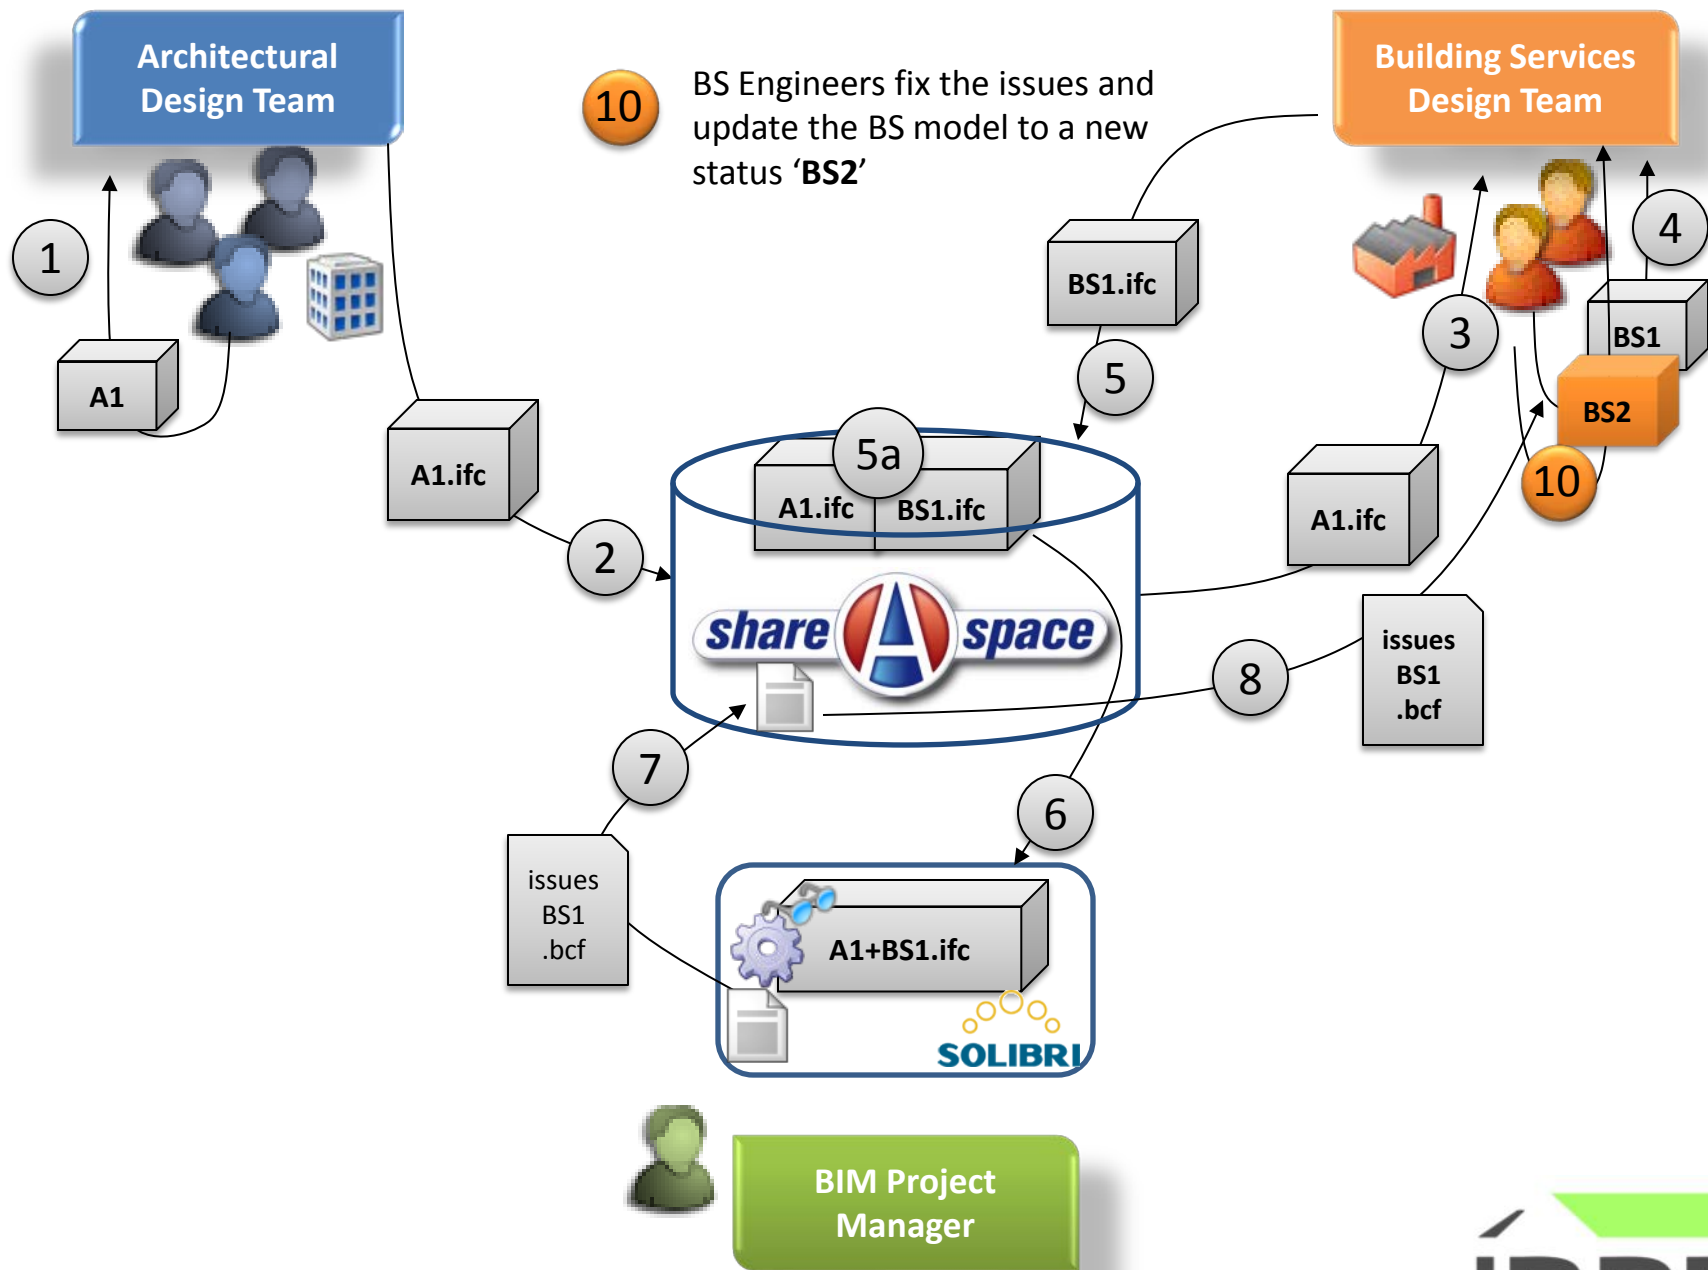 Architectural
Design Team
10
BS Engineers fix the issues and
update the BS model to a new
status ‘BS2’
Building Services
Design Team
1
A1
A1.ifc
2
BS1.ifc
5
5a
A1.ifc
BS1.ifc
share A space
3
4
BS1
BS2
10
A1.ifc
8
issues
BS1
.bcf
7
6
issues
BS1
.bcf
A1+BS1.ifc
SOLIBRI
BIM Project
Manager